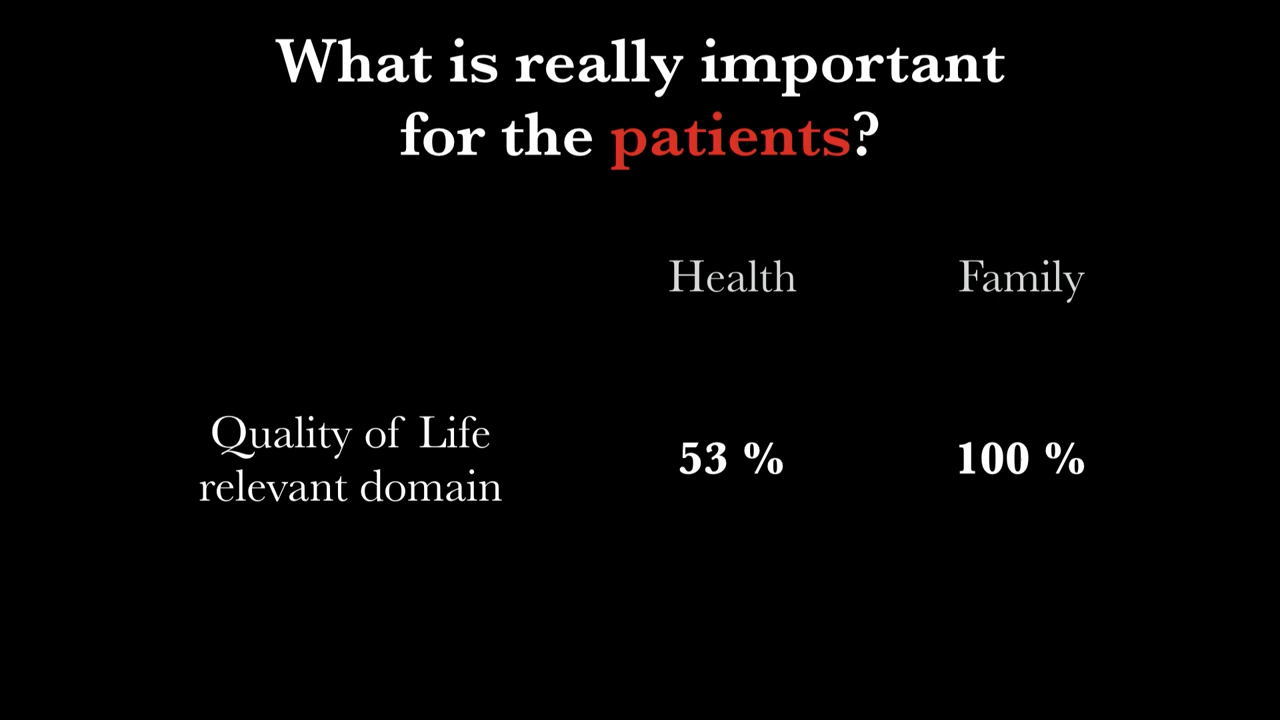 What is really important
for the patients?
Health Family
Quality of Life
relevant domain
53 % 100 %